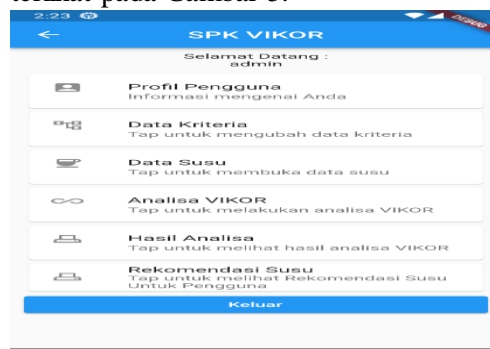 terlihat pada Gambar 5.
2:23
DEBUG
SPK VIKOR
Selamat Datang :
admin
Profil Pengguna
Informasi mengenai Anda
Data Kriteria
Tap untuk mengubah data kriteria
Data Susu
Tap untuk membuka data susu
Analisa VIKOR
Tap untuk melakukan analisa VIKOR
Hasil Analisa
Tap untuk melihat hasil analisa VIKOR
Rekomendasi Susu
Tap untuk melihat Rekomendasi Susu
Untuk Pengguna
Keluar